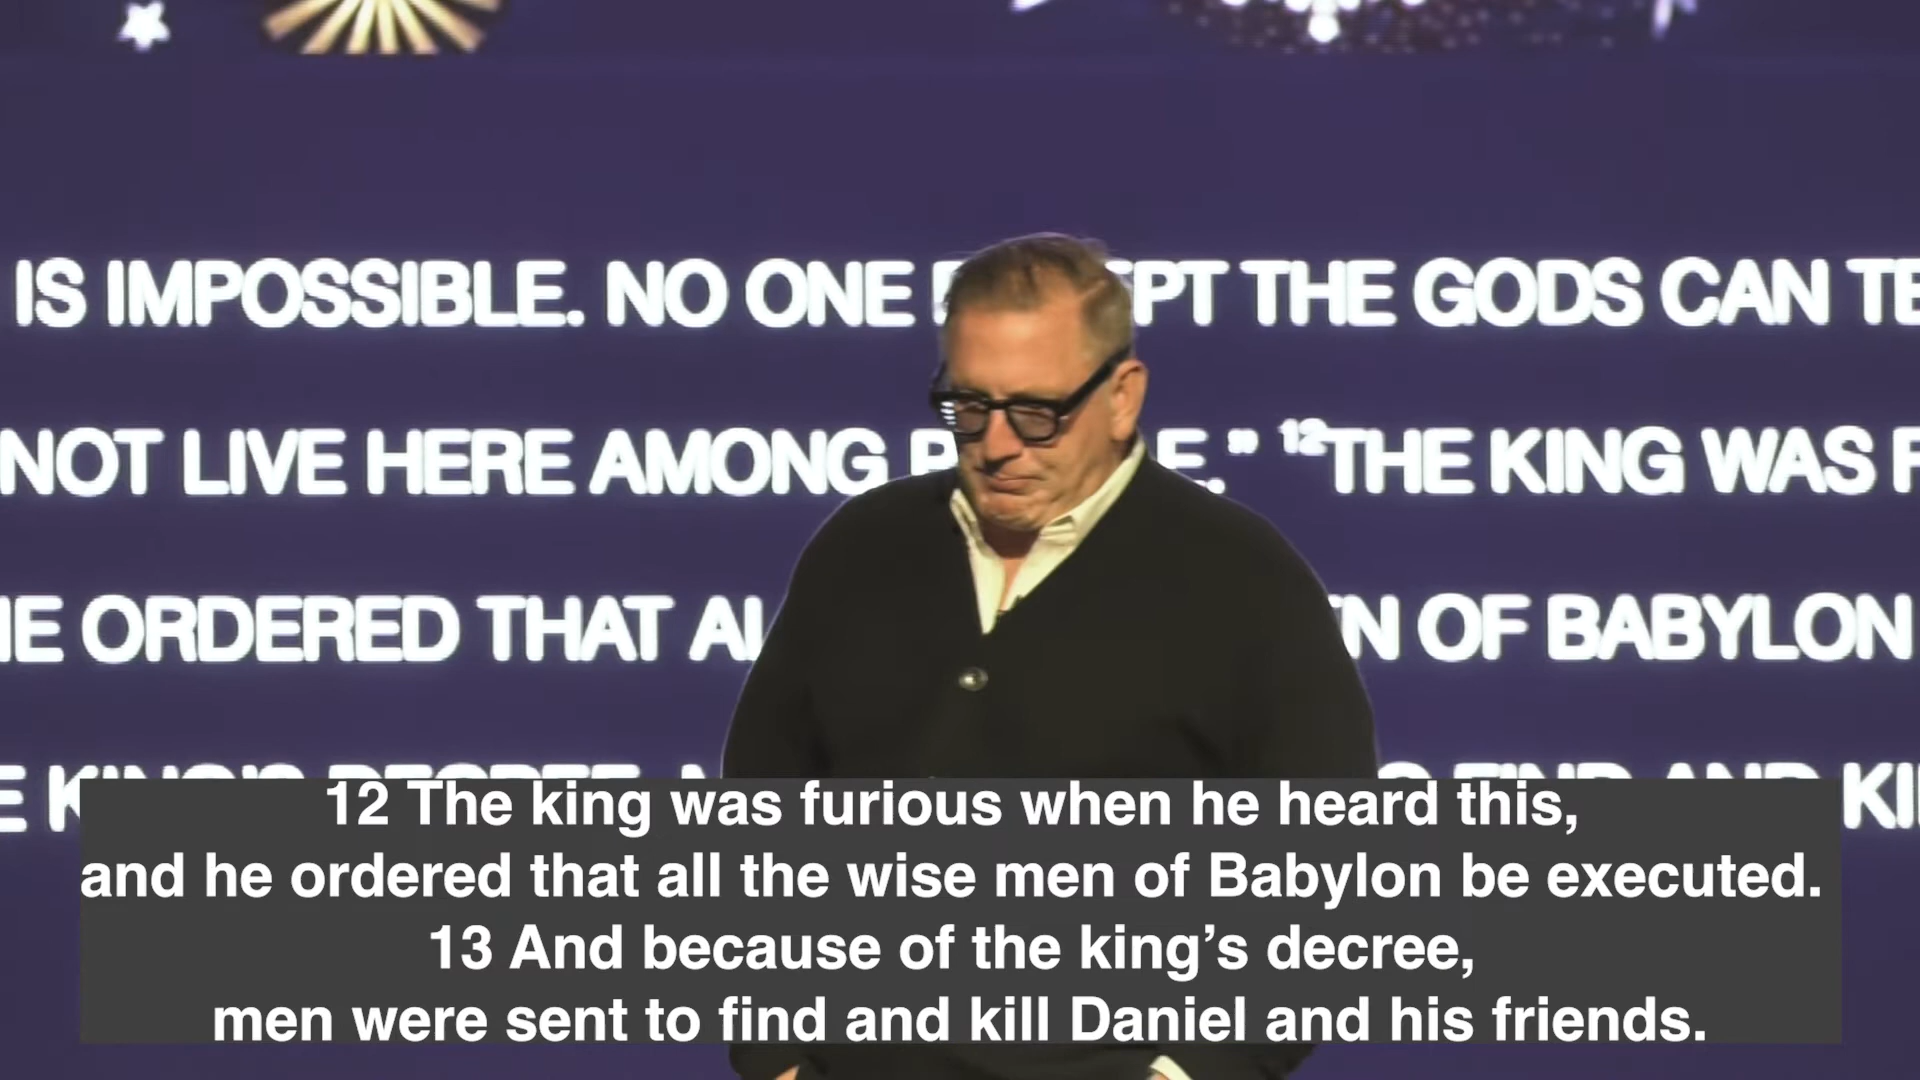 IS IMPOSSIBLE. NO ONE PT THE GODS CAN
NOT LIVE HERE AMONG E.” 12THE KING WAS
ORDERED THAT OF BABYLON
12 The king was furious when he heard this,
and he ordered that all the wise men of Babylon be executed.
13 And because of the king’s decree,
men were sent to find and kill Daniel and his friends.